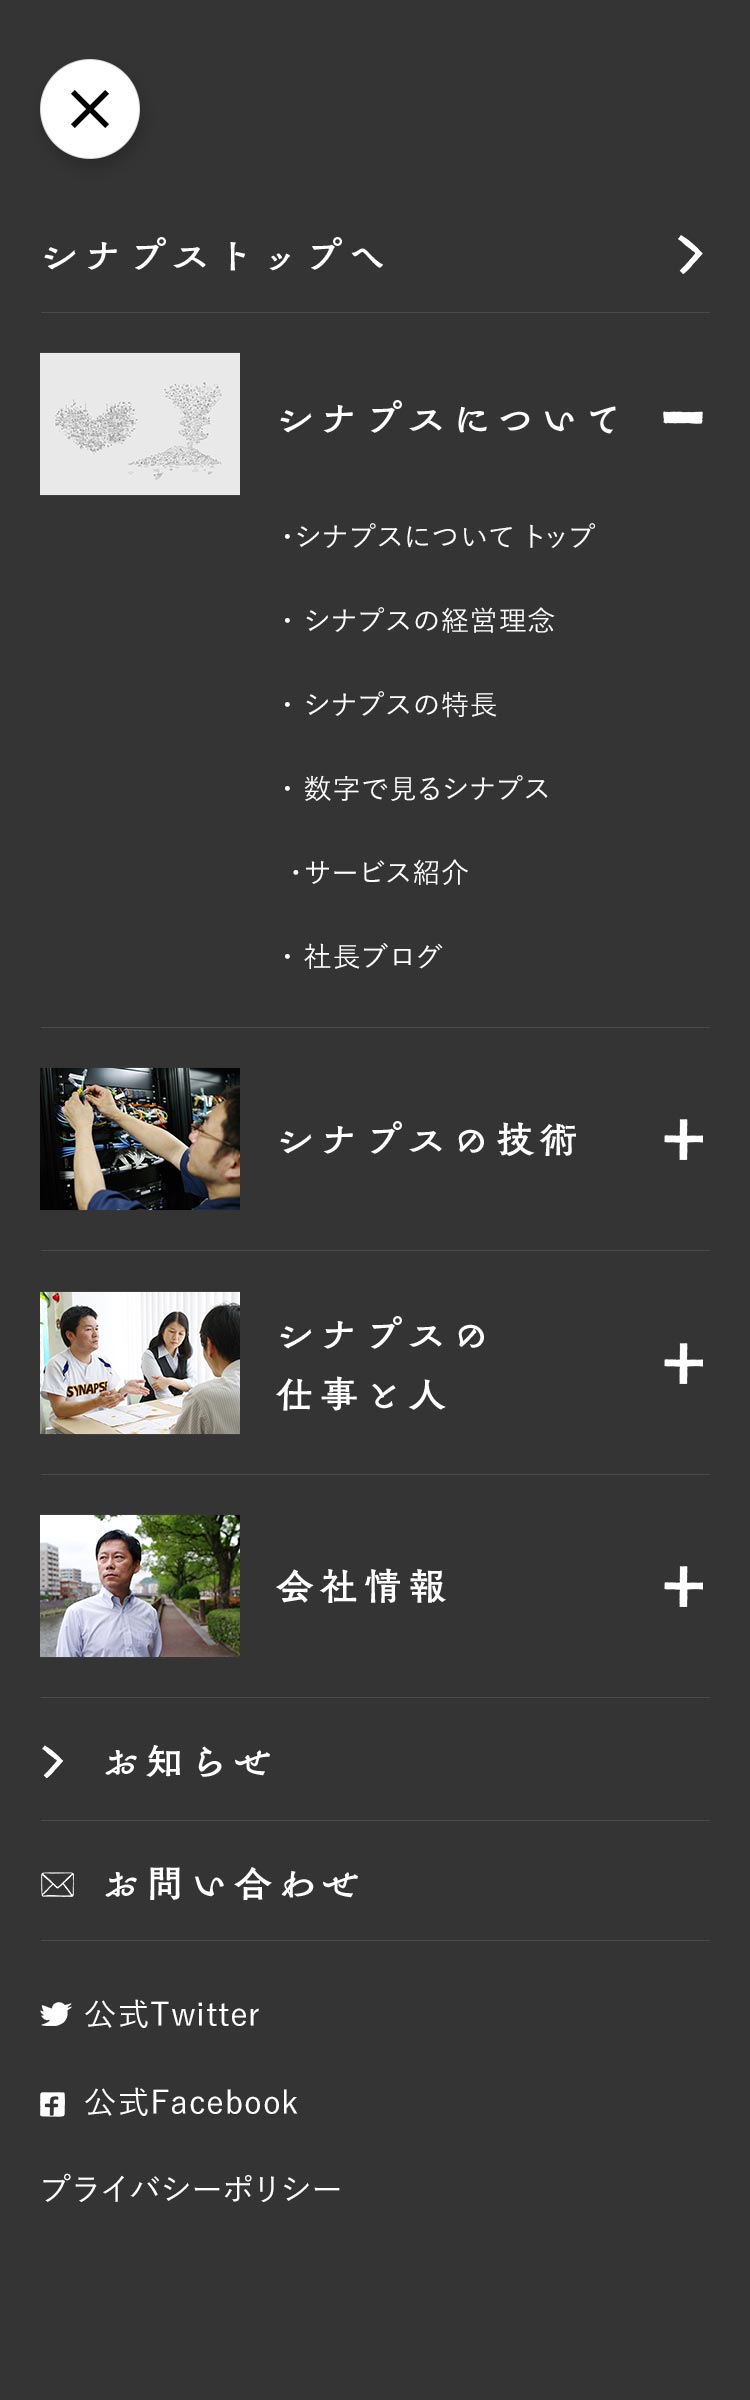 シナプストップへ
シナプスについて
・シナプスについて トップ
・ シナプスの経営理念
・ シナプスの特長
・ 数字で見るシナプス
・サービス紹介
・ 社長ブログ
シナプスの技術
SYNAPSE
シナプスの
仕事と人
会社情報
お知らせ
お問い合わせ
公式Twitter
公式Facebook
プライバシーポリシー